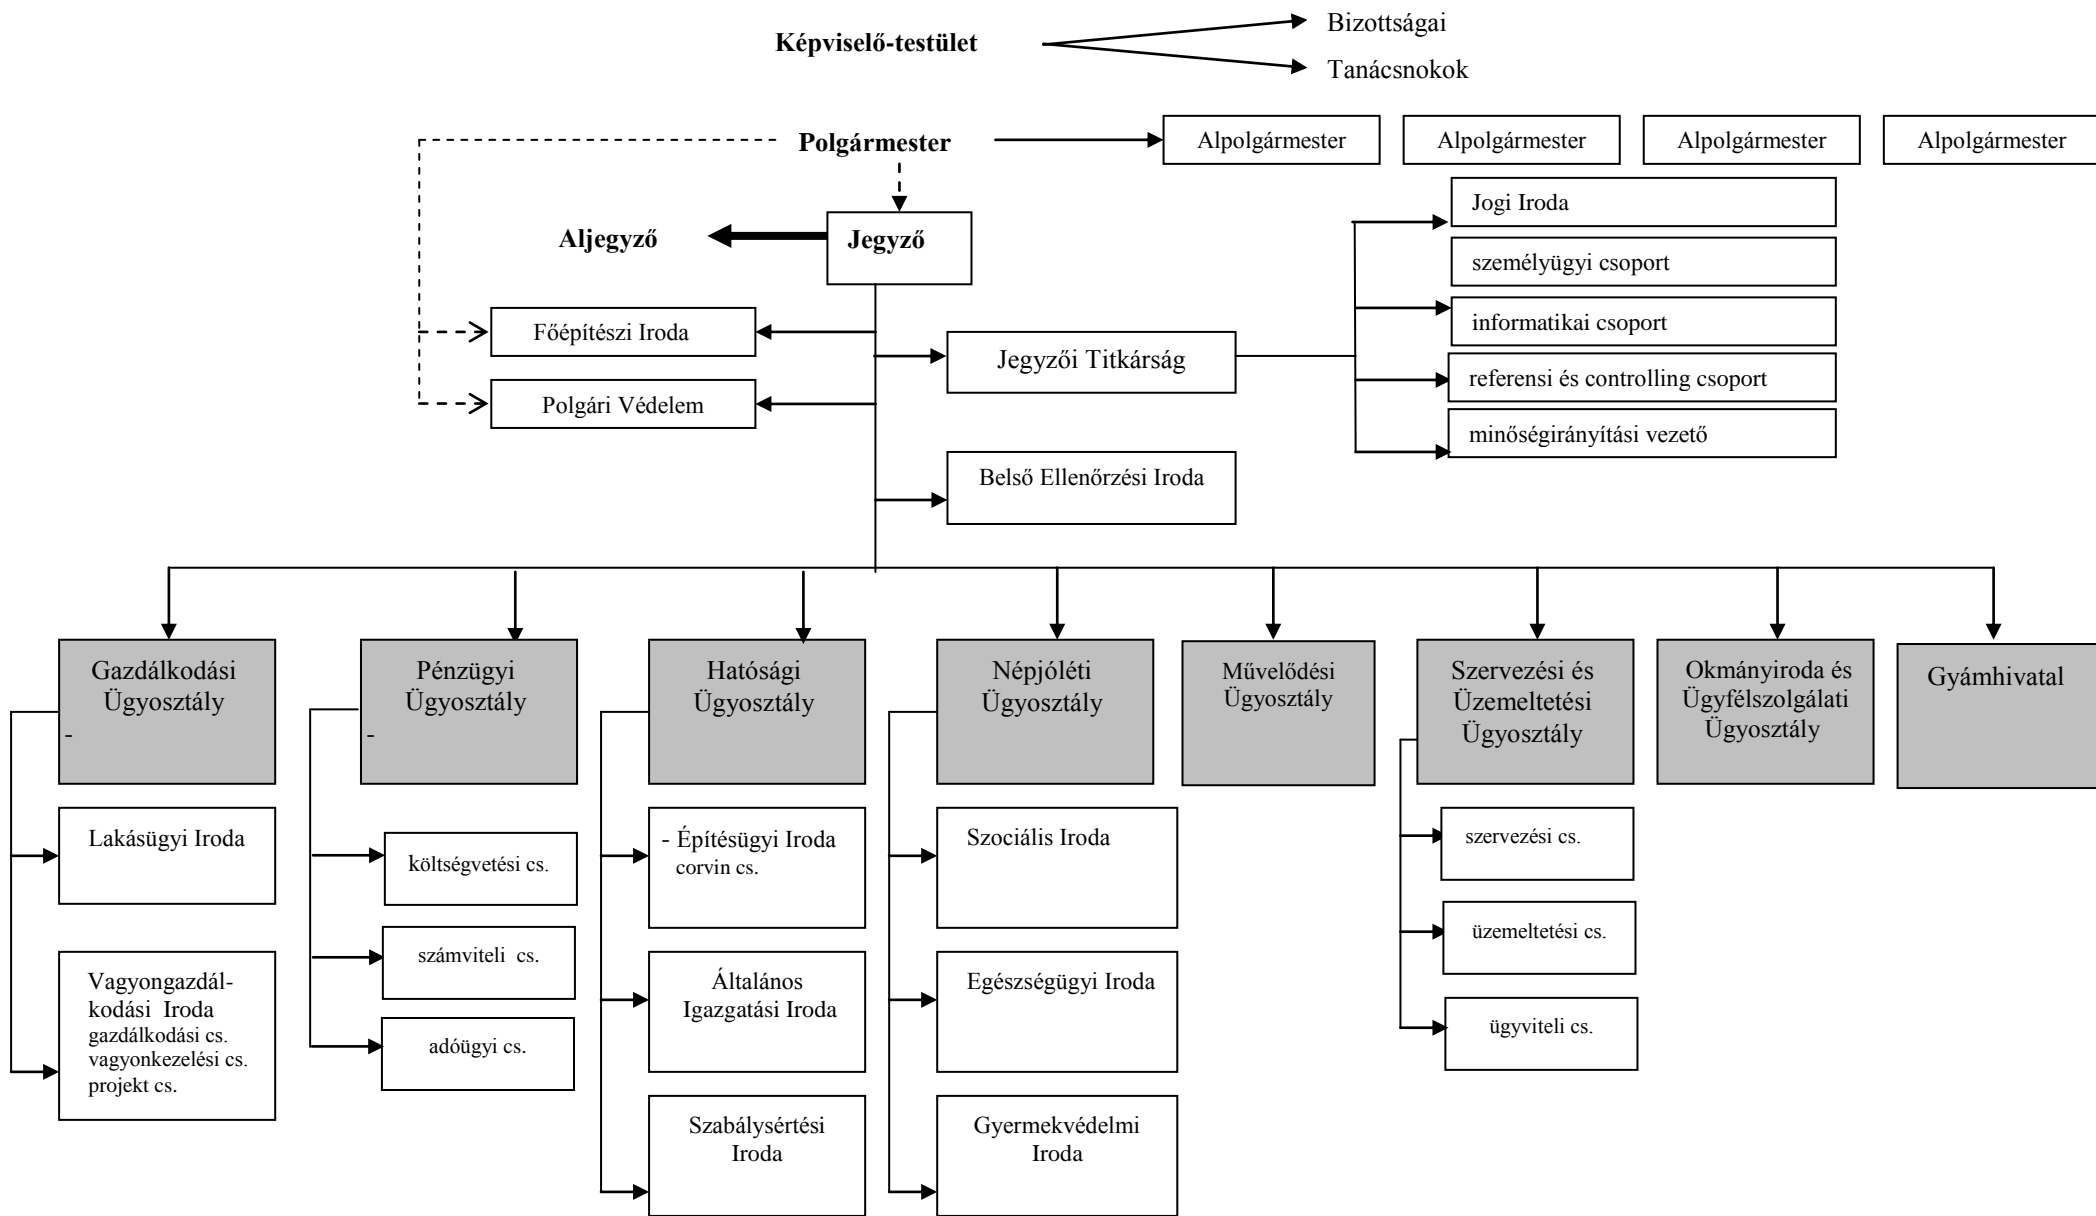 Képviselő-testület
Bizottságai
Tanácsnokok
Polgármester
Alpolgármester
Alpolgármester
Alpolgármester
Alpolgármester
Aljegyző
Jegyző
Jogi Iroda
személyügyi csoport
informatikai csoport
referensi és controlling csoport
minőségirányítási vezető
Főépítészi Iroda
Jegyzői Titkárság
Polgári Védelem
Belső Ellenőrzési Iroda
Gazdálkodási
Ügyosztály
-
Pénzügyi
Ügyosztály
-
Hatósági
Ügyosztály
Népjóléti
Ügyosztály
Művelődési
Ügyosztály
Szervezési és
Üzemeltetési
Ügyosztály
Okmányiroda és
Ügyfélszolgálati
Ügyosztály
Gyámhivatal
Lakásügyi Iroda
költségvetési cs.
- Építésügyi Iroda
corvin cs.
Szociális Iroda
szervezési cs.
Vagyongazdál-
kodási Iroda
gazdálkodási cs.
vagyonkezelési cs.
projekt cs.
számviteli cs.
Általános
Igazgatási Iroda
Egészségügyi Iroda
üzemeltetési cs.
adóügyi cs.
Szabálysértési
Iroda
Gyermekvédelmi
Iroda
ügyviteli cs.